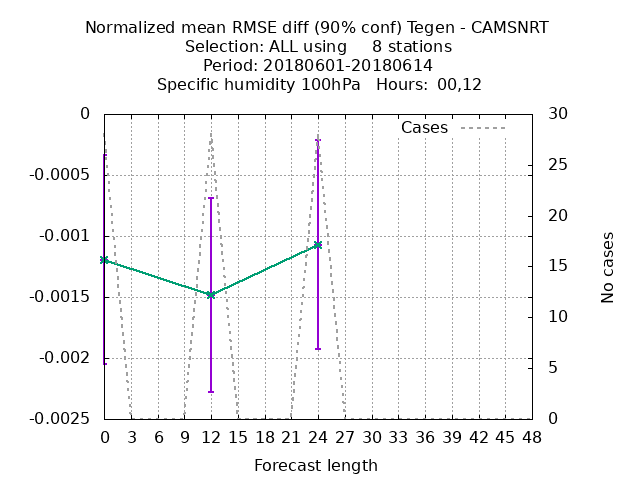 Normalized mean RMSE diff (90% conf) Tegen - CAMSNRT
Selection: ALL using     8 stations
Period: 20180601-20180614
Specific humidity 100hPa   Hours:  00,12
0 30
Cases
-0.0005 25
20
-0.001
15
-0.0015
10
-0.002
5
-0.0025 0
No cases
0 3 6 9 12 15 18 21 24 27 30 33 36 39 42 45 48
Forecast length